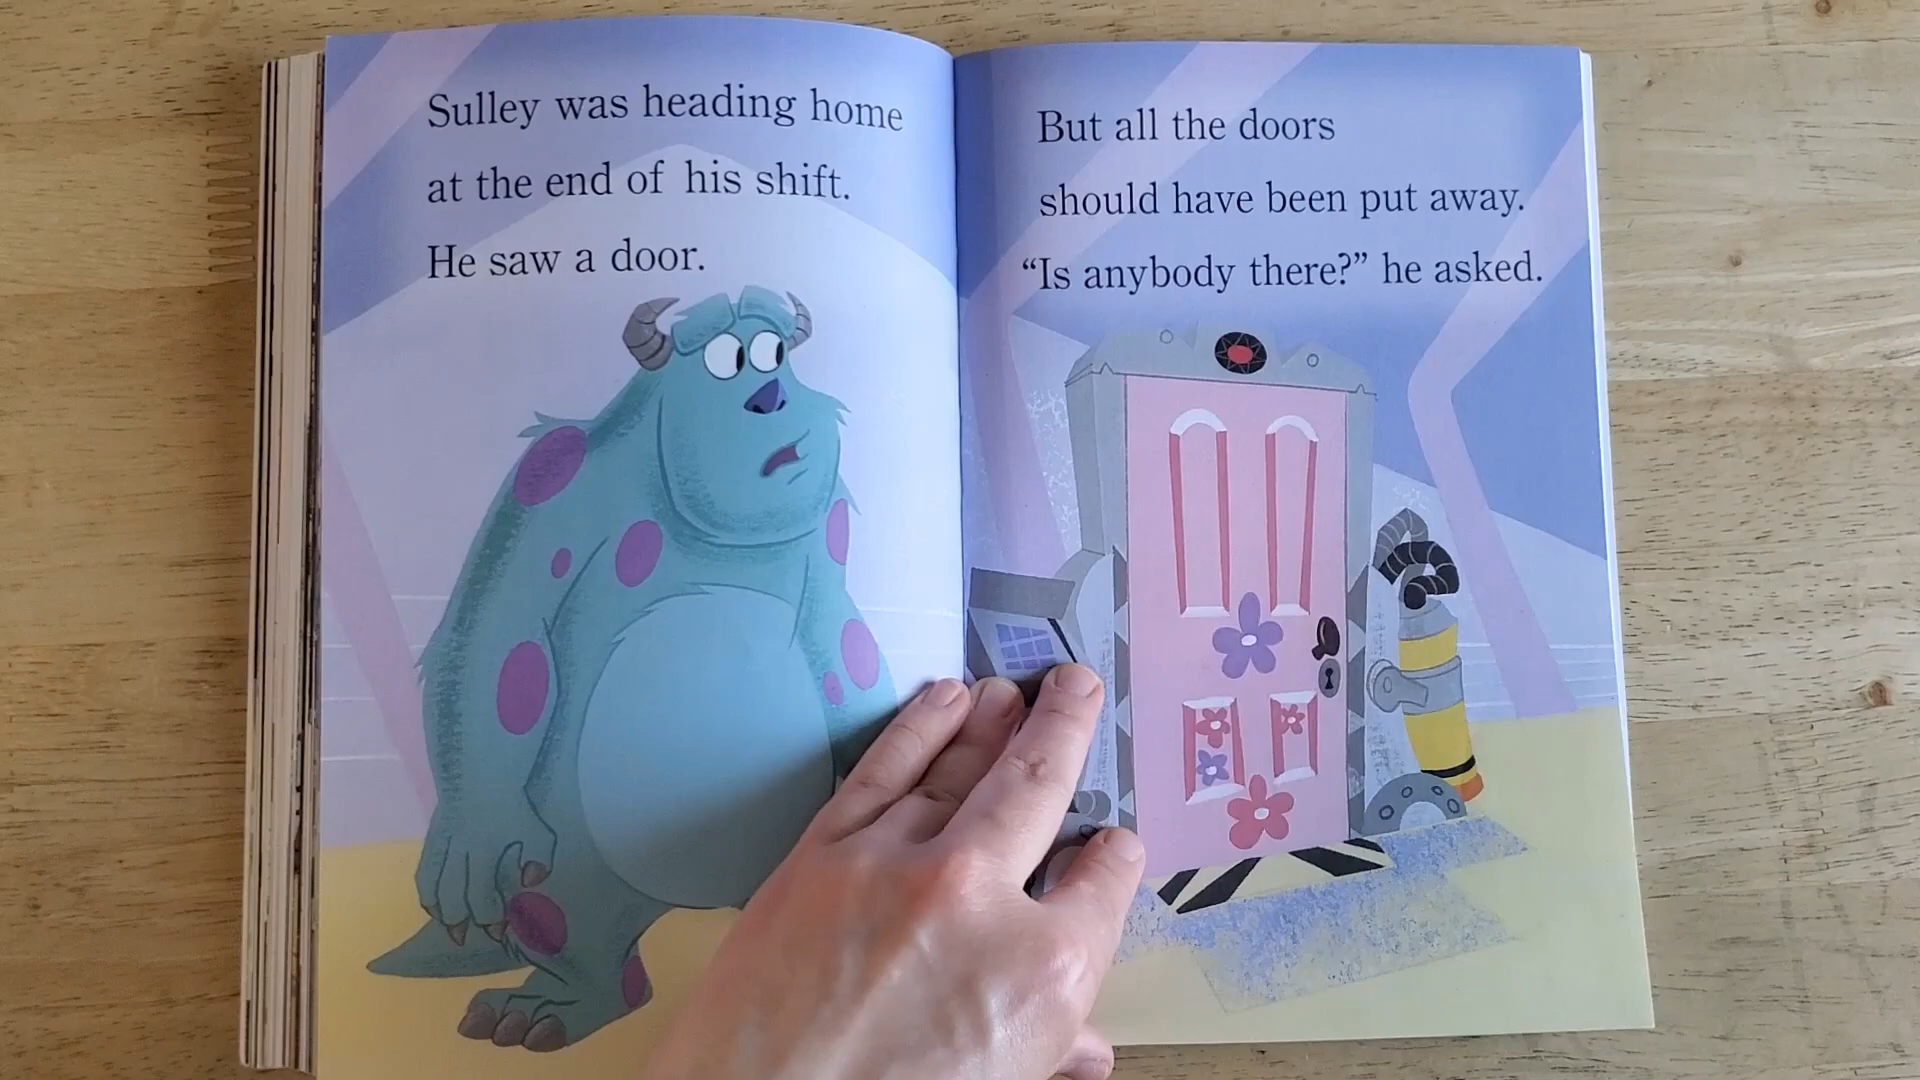 Sulley was heading home
at the end of his shift.
He saw a door.
But all the doors
should have been put away.
“Is anybody there?” he asked.